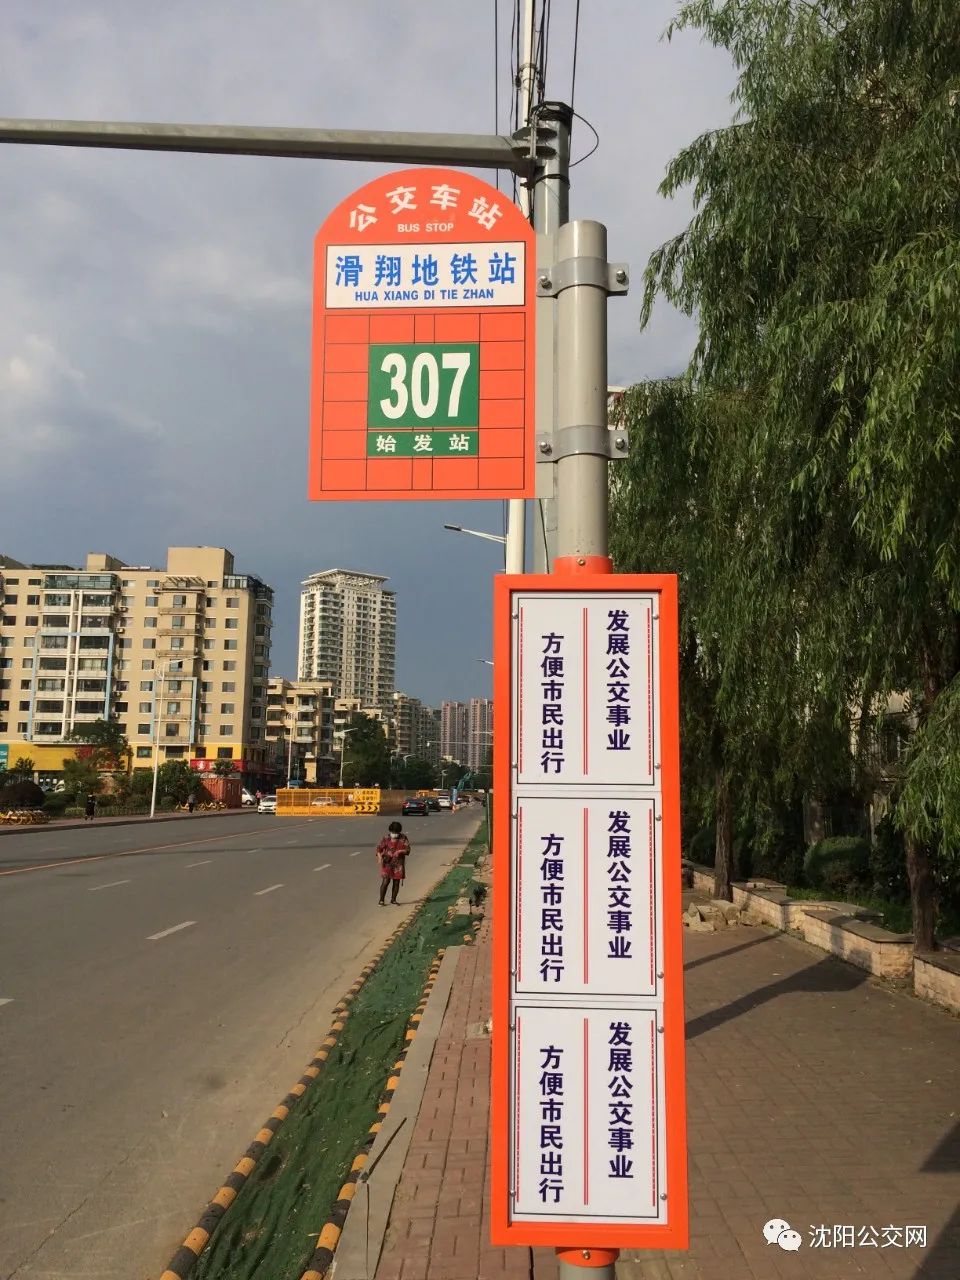 公交车站
BUS STOP
滑翔地铁站
HUA XIANG DI TIE ZHAN
307
始发站
发展公交事业
方便市民出行
发展公交事业
方便市民出行
发展公交事业
方便市民出行
沈阳公交网